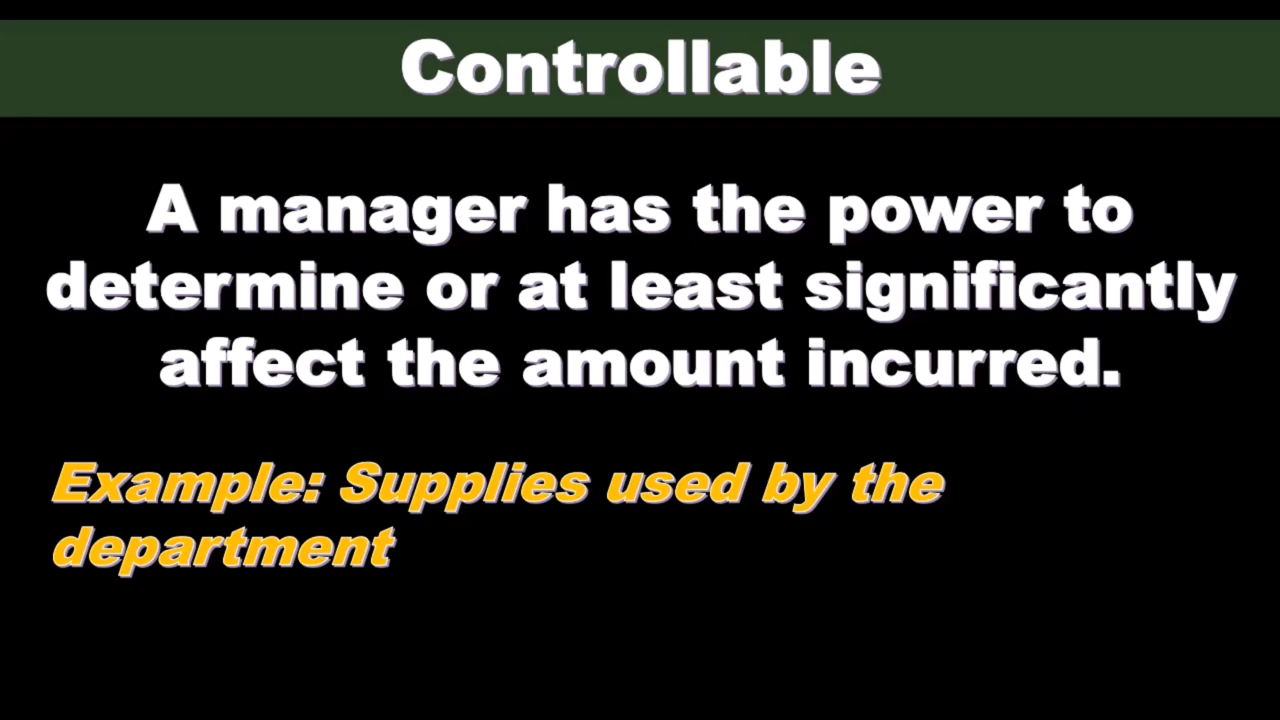 Controllable
A manager has the power to
determine or at least significantly
affect the amount incurred.
Example: Supplies used by the
department